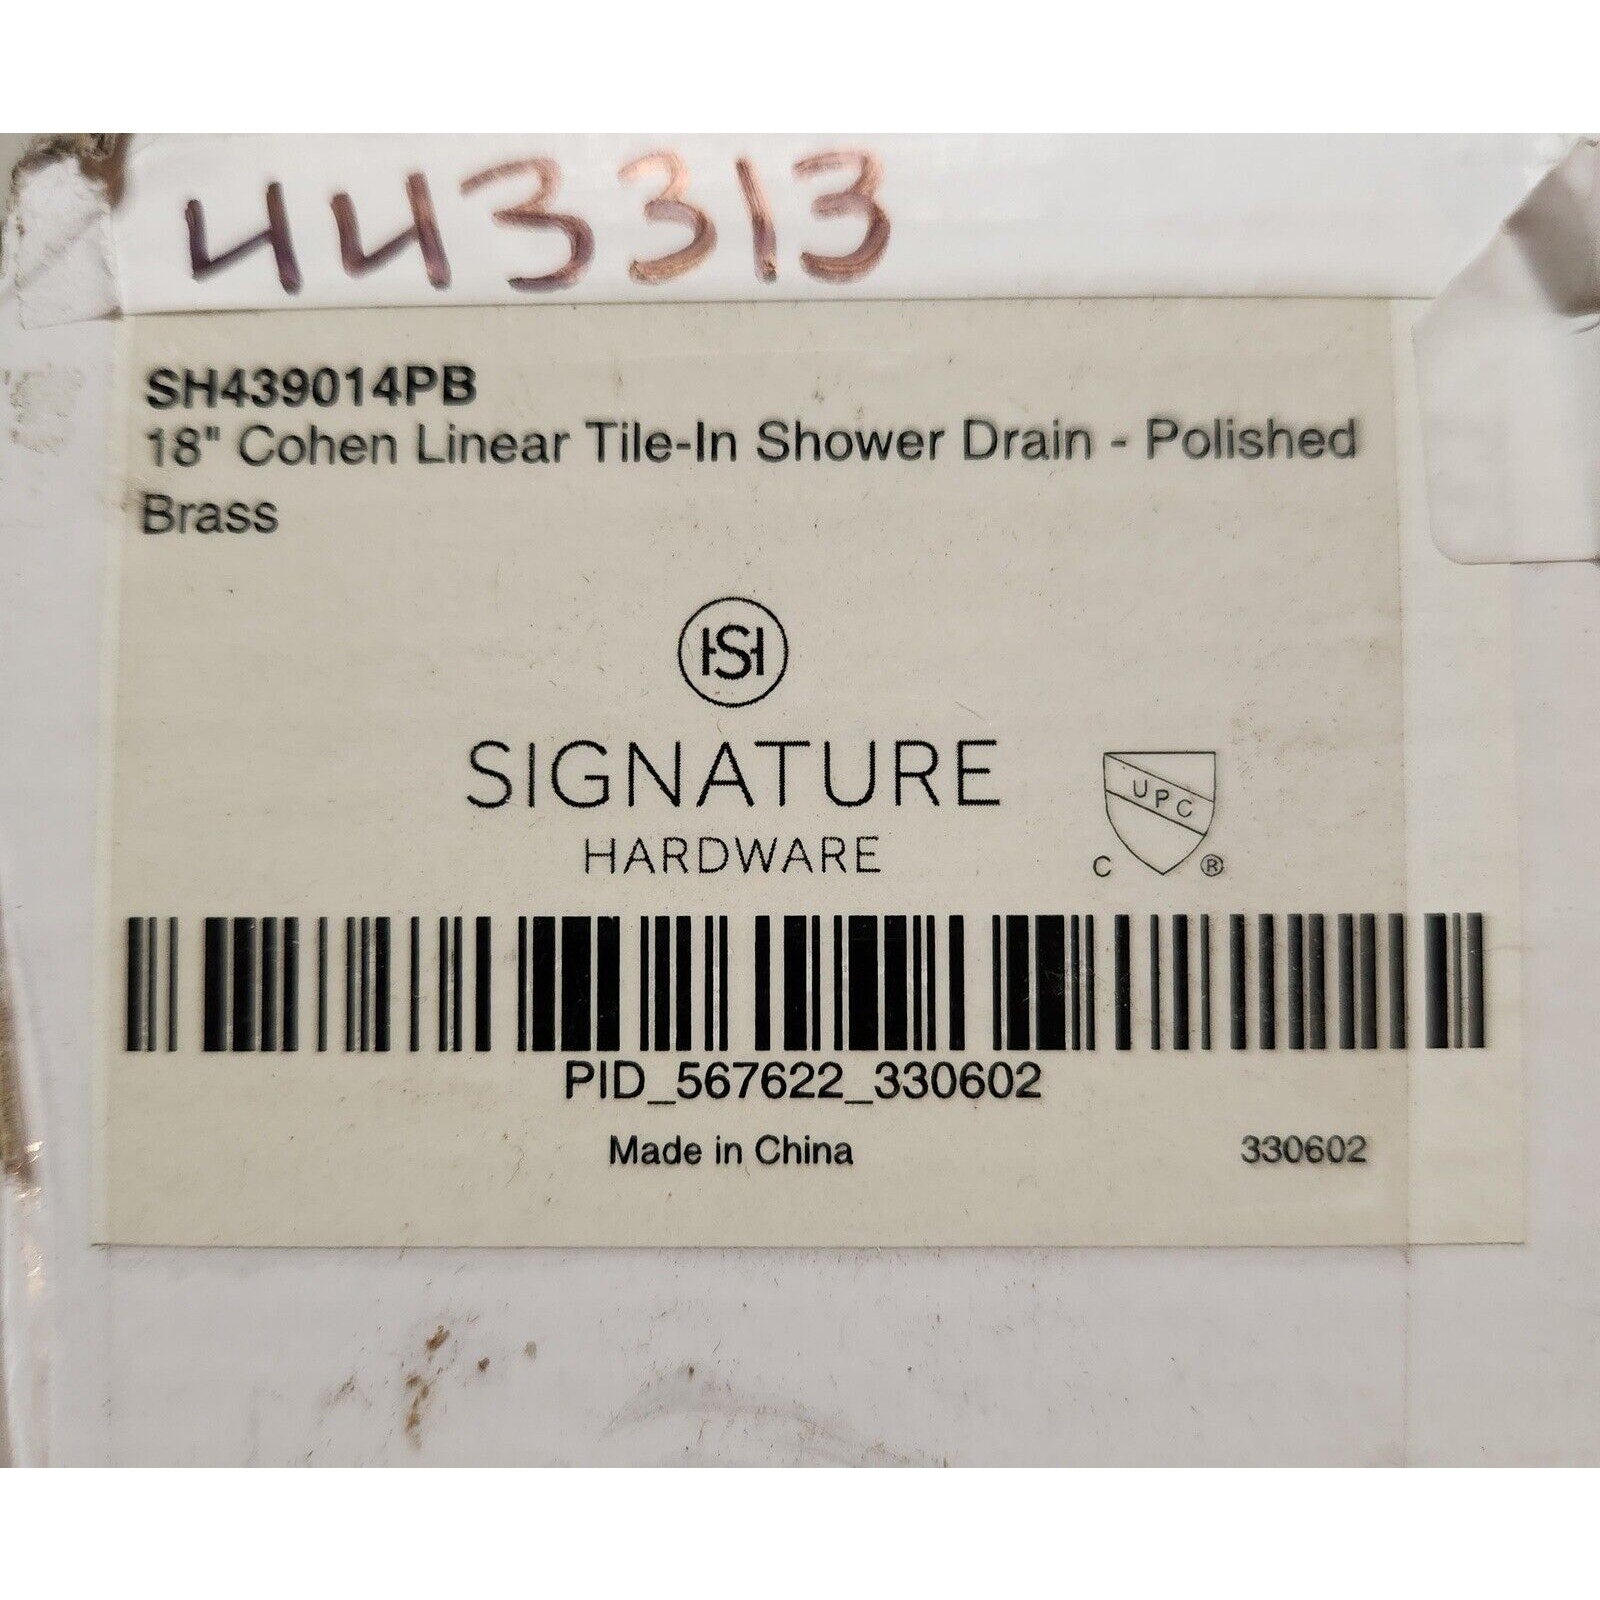 443313
SH439014PB
18" Cohen Linear Tile-In Shower Drain - Polished
Brass
HSH
SIGNATURE
HARDWARE
UPC
C ®
PID_567622_330602
Made in China 330602